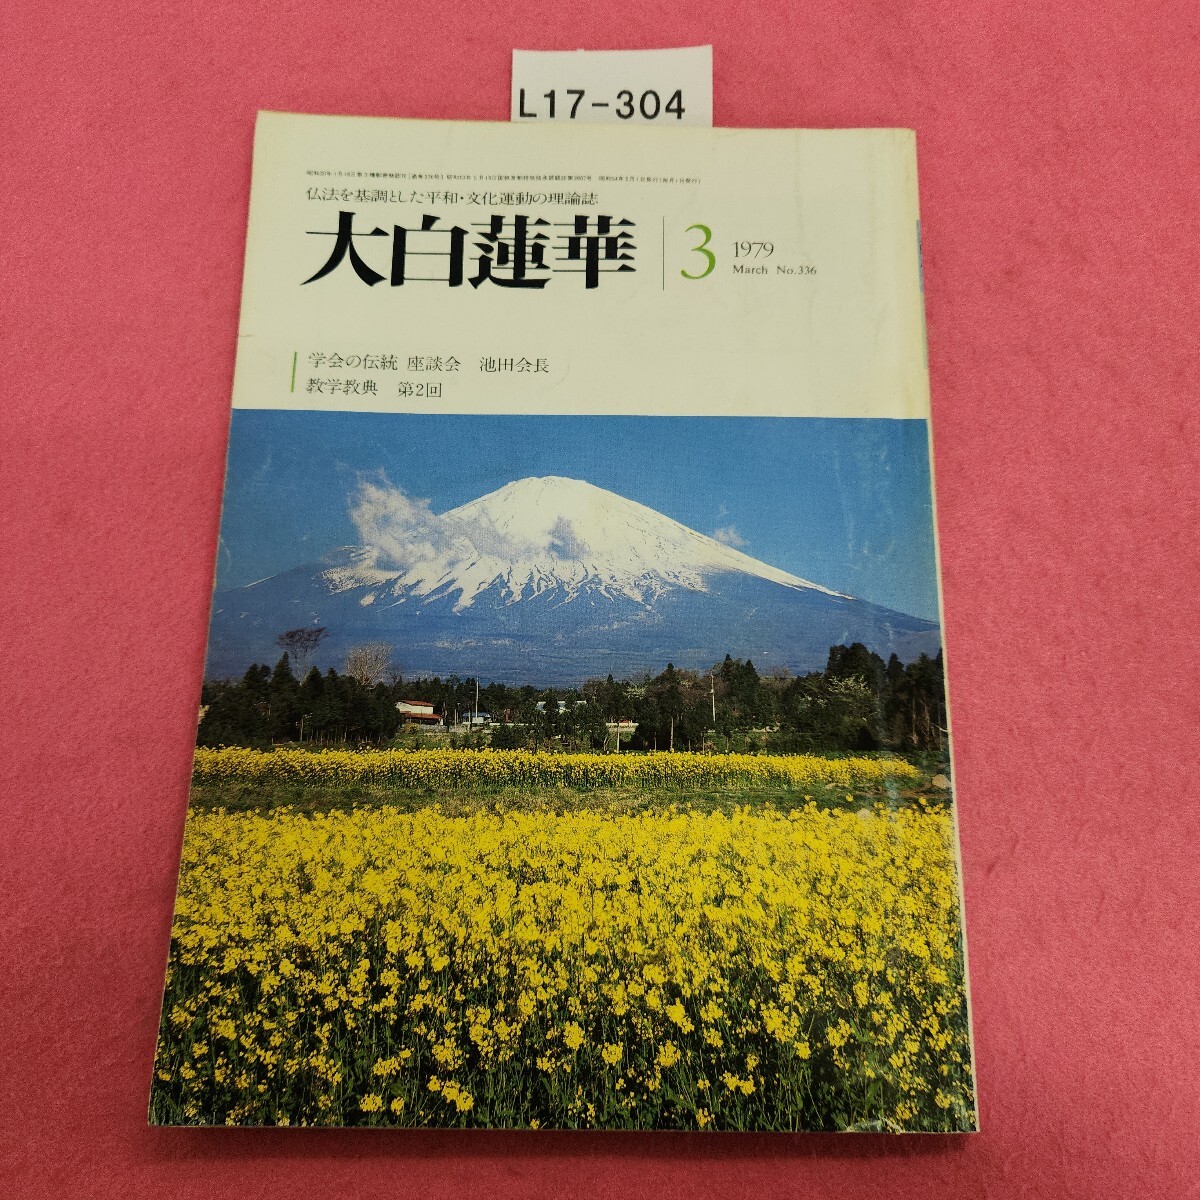 L17-304
仏法を基調とした平和・文化運動の理論誌
大白蓮華
3
1979
March No.336
学会の伝統 座談会 池田会長
教学教典 第2回